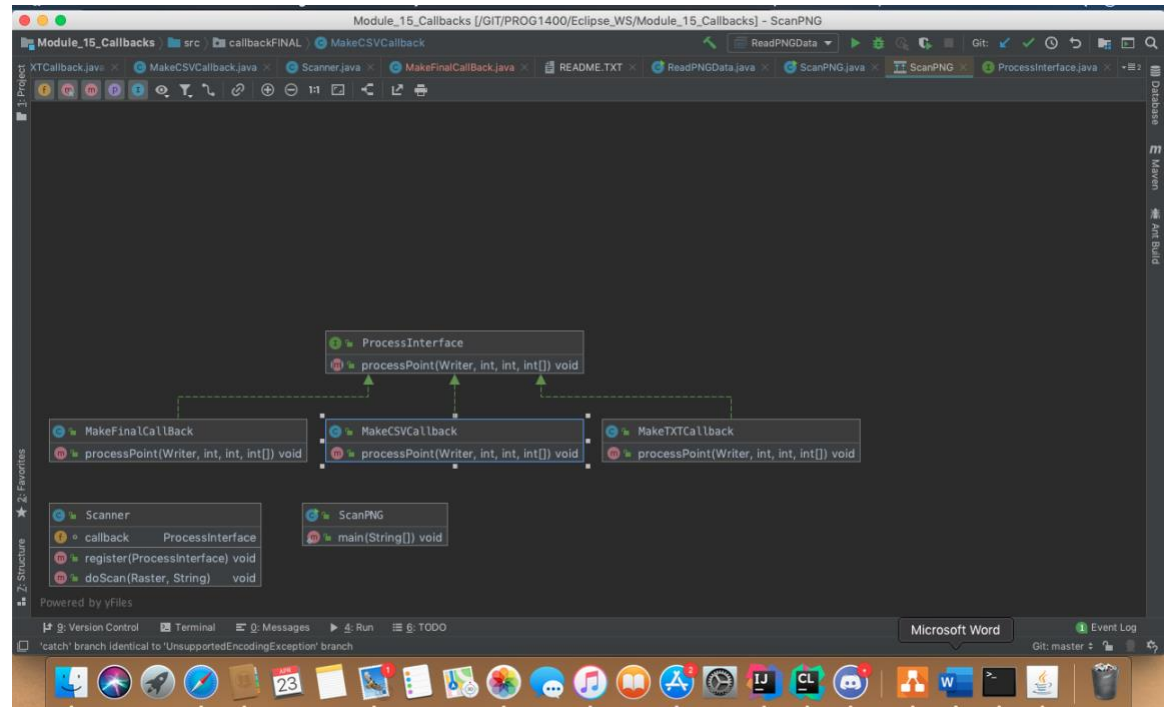 Module_15_Callbacks [/GIT/PROG1400/Eclipse_WS/Module_15_Callbacks] - ScanPNG
Module_15_Callbacks src callbackFINAL MakeCSVCallback ReadPNGData Git:
XTCallback.java MakeCSVCallback.java Scanner.java MakeFinalCallBack.java README.TXT ReadPNGData.java ScanPNG.java ScanPNG ProcessInterface.java
1: Project
1:1
Database
Maven
Ant Build
ProcessInterface
processPoint(Writer, int, int, int[]) void
MakeFinalCallBack MakeCSVCallback MakeTXTCallback
processPoint(Writer, int, int, int[]) void processPoint(Writer, int, int, int[]) void processPoint(Writer, int, int, int[]) void
2: Favorites
Scanner ScanPNG
callback ProcessInterface main(String[]) void
register(ProcessInterface) void
doScan(Raster, String) void
Z: Structure
Powered by yFiles
9: Version Control Terminal 0: Messages 4: Run 6: TODO Microsoft Word 1 Event Log
'catch' branch identical to 'UnsupportedEncodingException' branch Git: master
23
IJ
CL
W